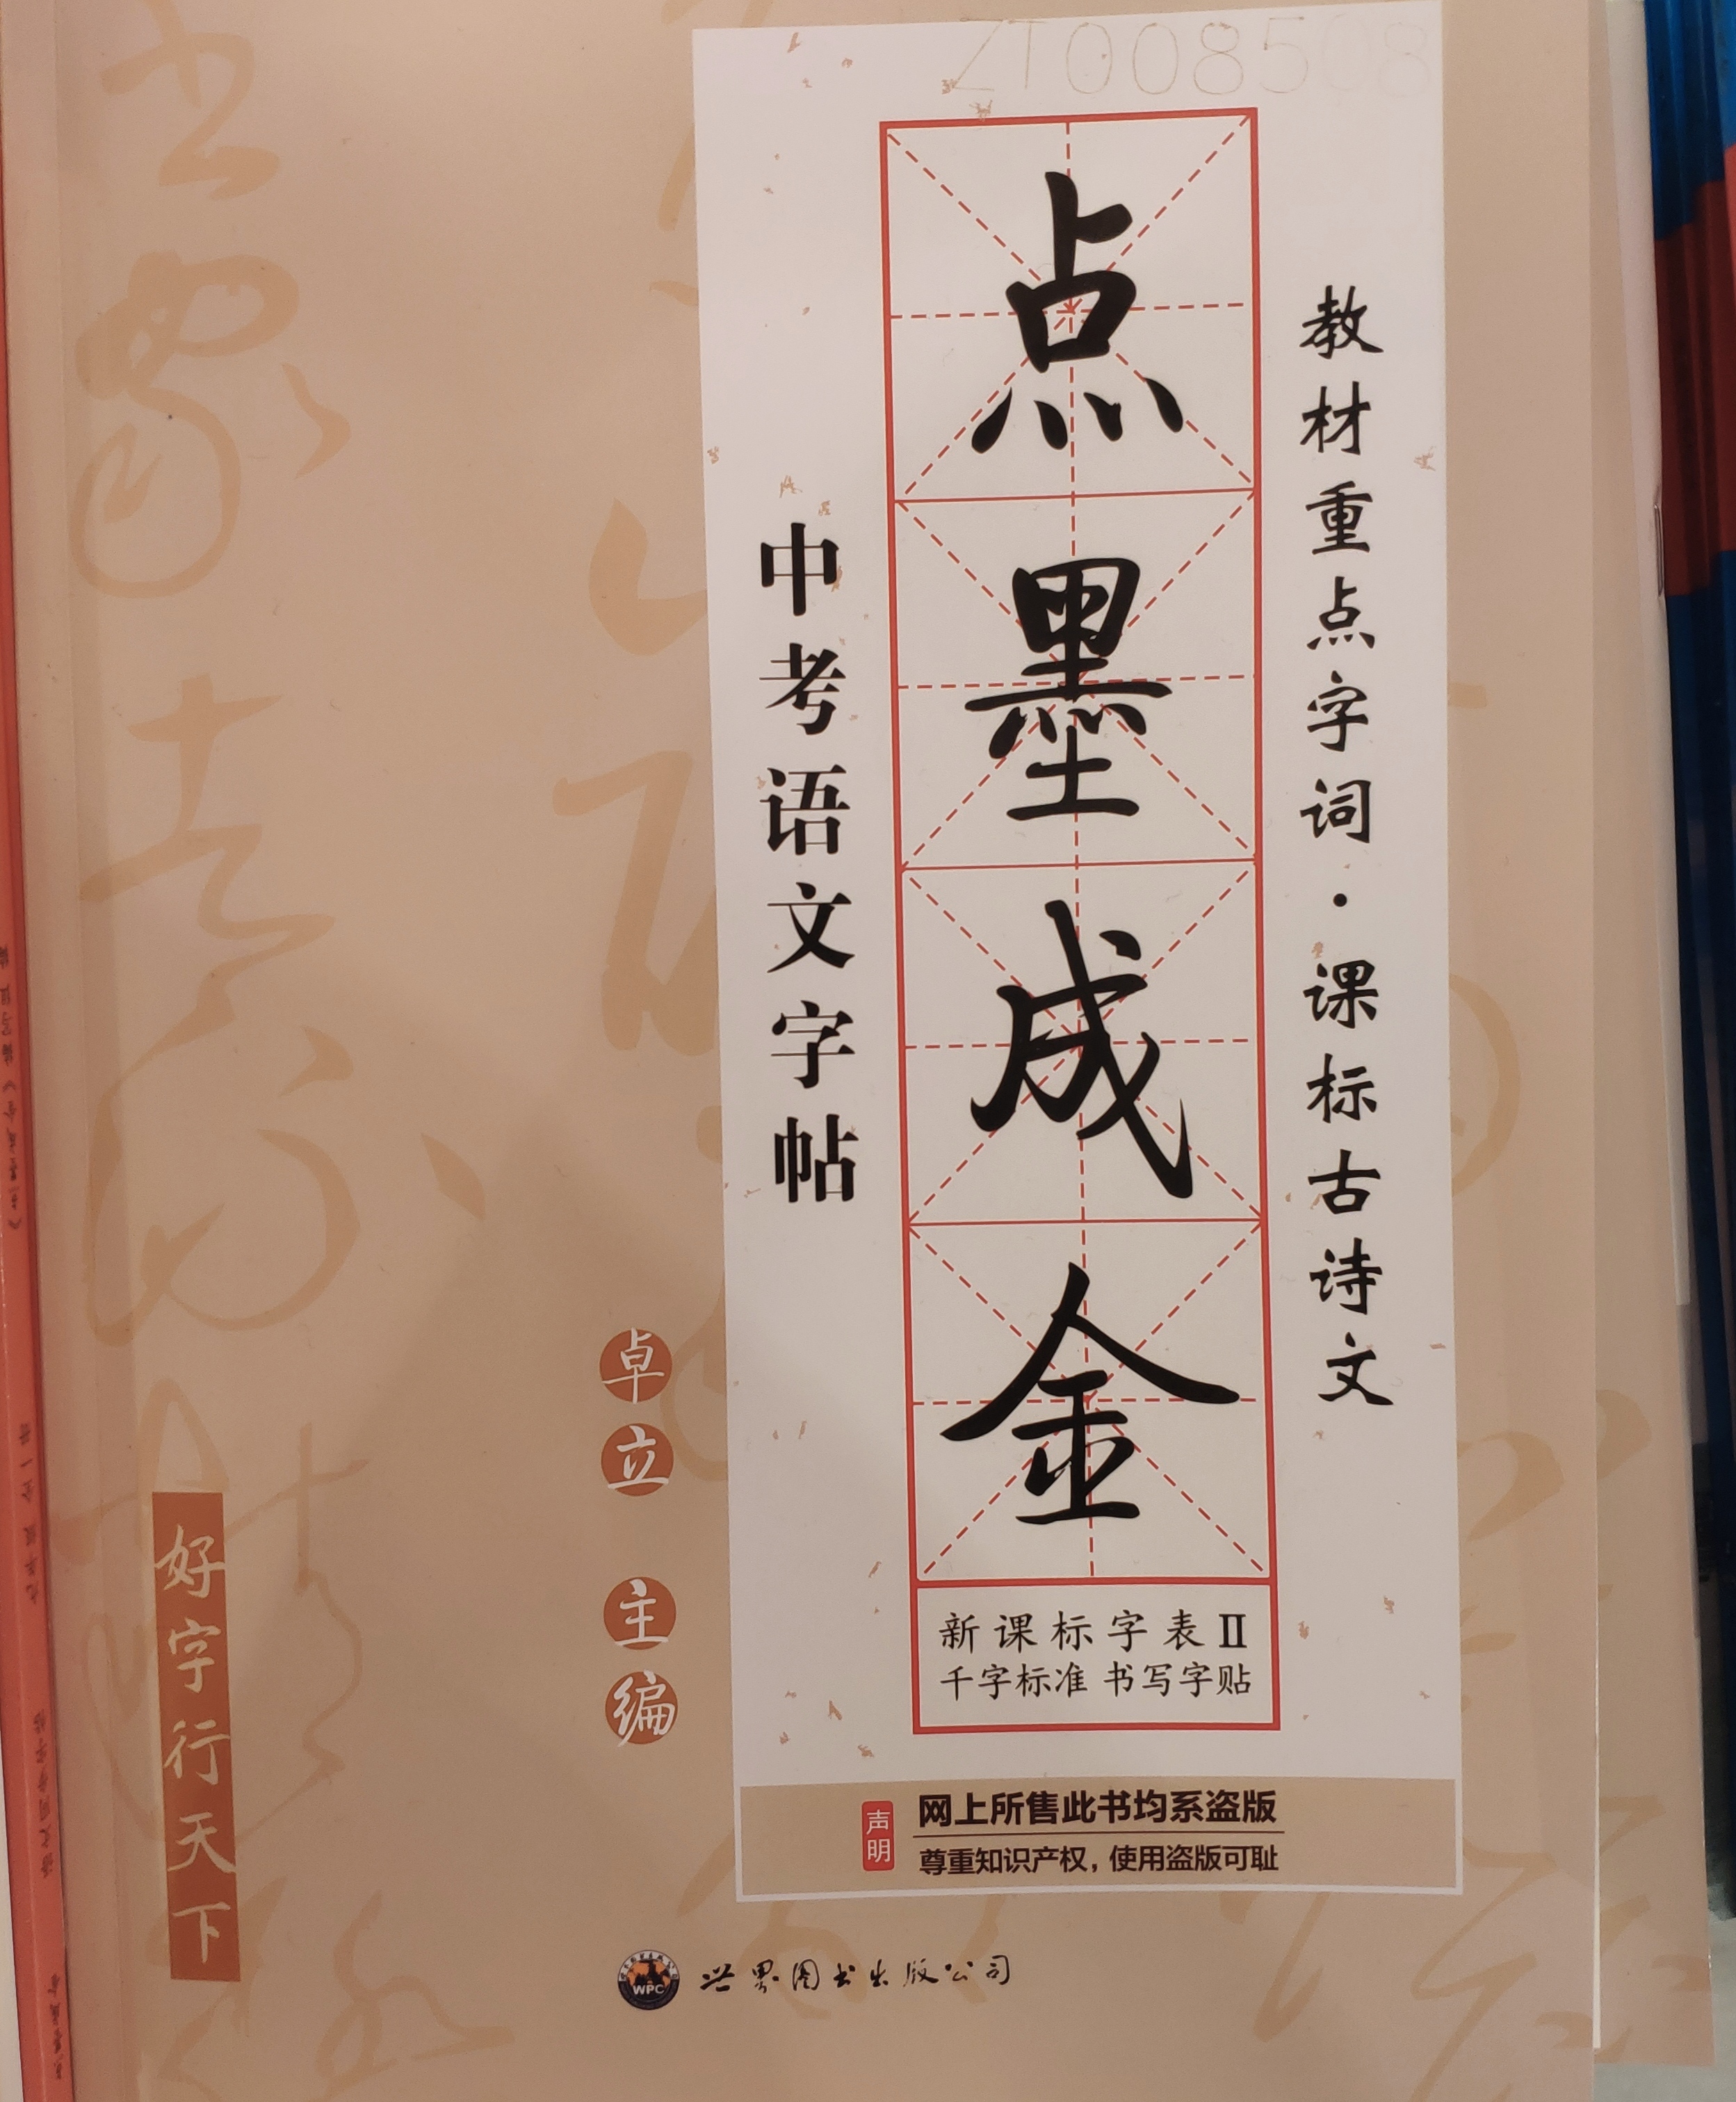 ZT008508
教材重点字词·课标古诗文
点墨成金
中考语文字帖
新课标字表Ⅱ
千字标准 书写字贴
卓立 主编
好字行天下
声明
网上所售此书均系盗版
尊重知识产权，使用盗版可耻
WPC
世界图书出版公司